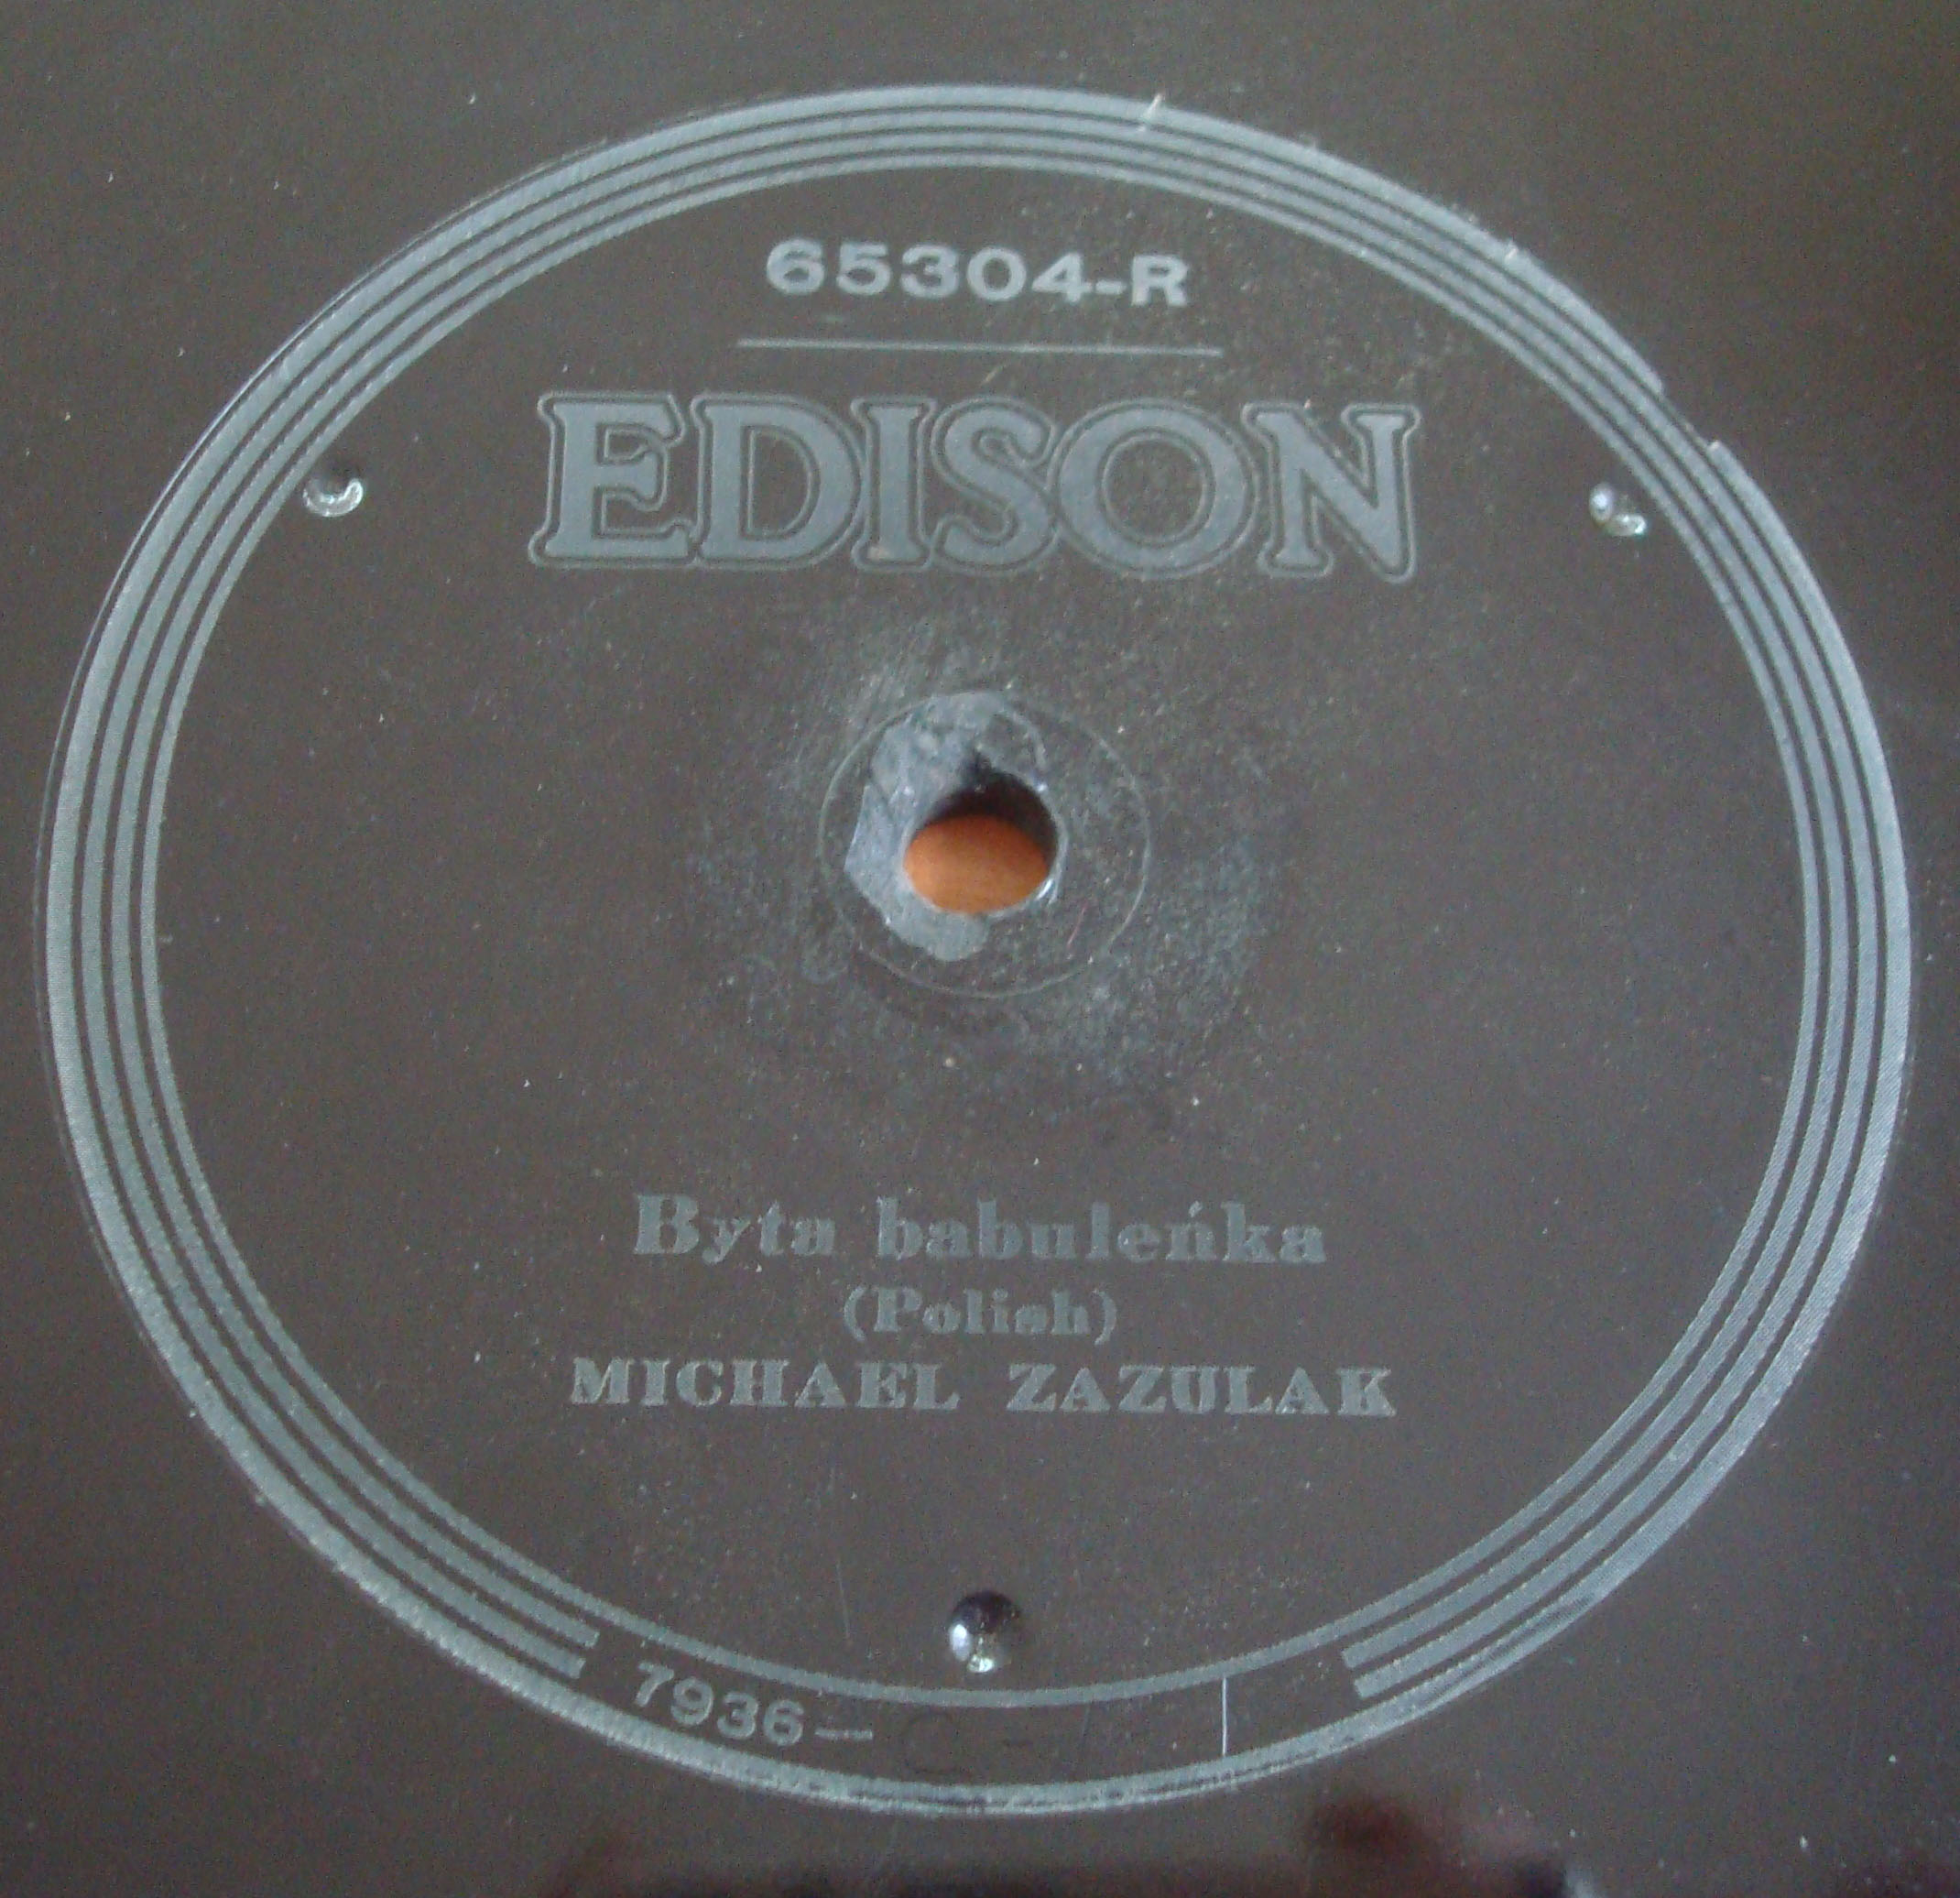 65304-R
EDISON
Byta babuleńka
(Polish)
MICHAEL ZAZULAK
7936—C-